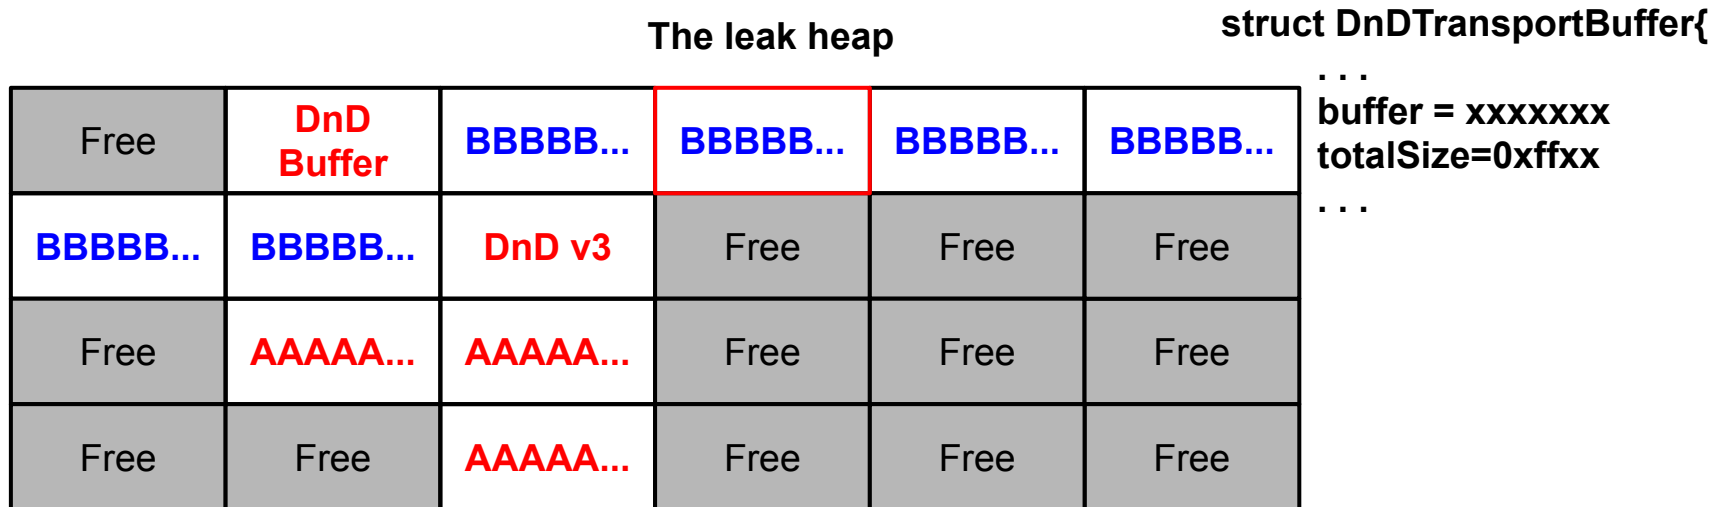 The leak heap
struct DnDTransportBuffer{
. . .
buffer = xxxxxxx
totalSize=0xffxx
. . .
Free
DnD
Buffer
BBBBB...
BBBBB...
BBBBB...
BBBBB...
BBBBB...
BBBBB...
DnD v3
Free
Free
Free
Free
AAAAA...
AAAAA...
Free
Free
Free
Free
Free
AAAAA...
Free
Free
Free